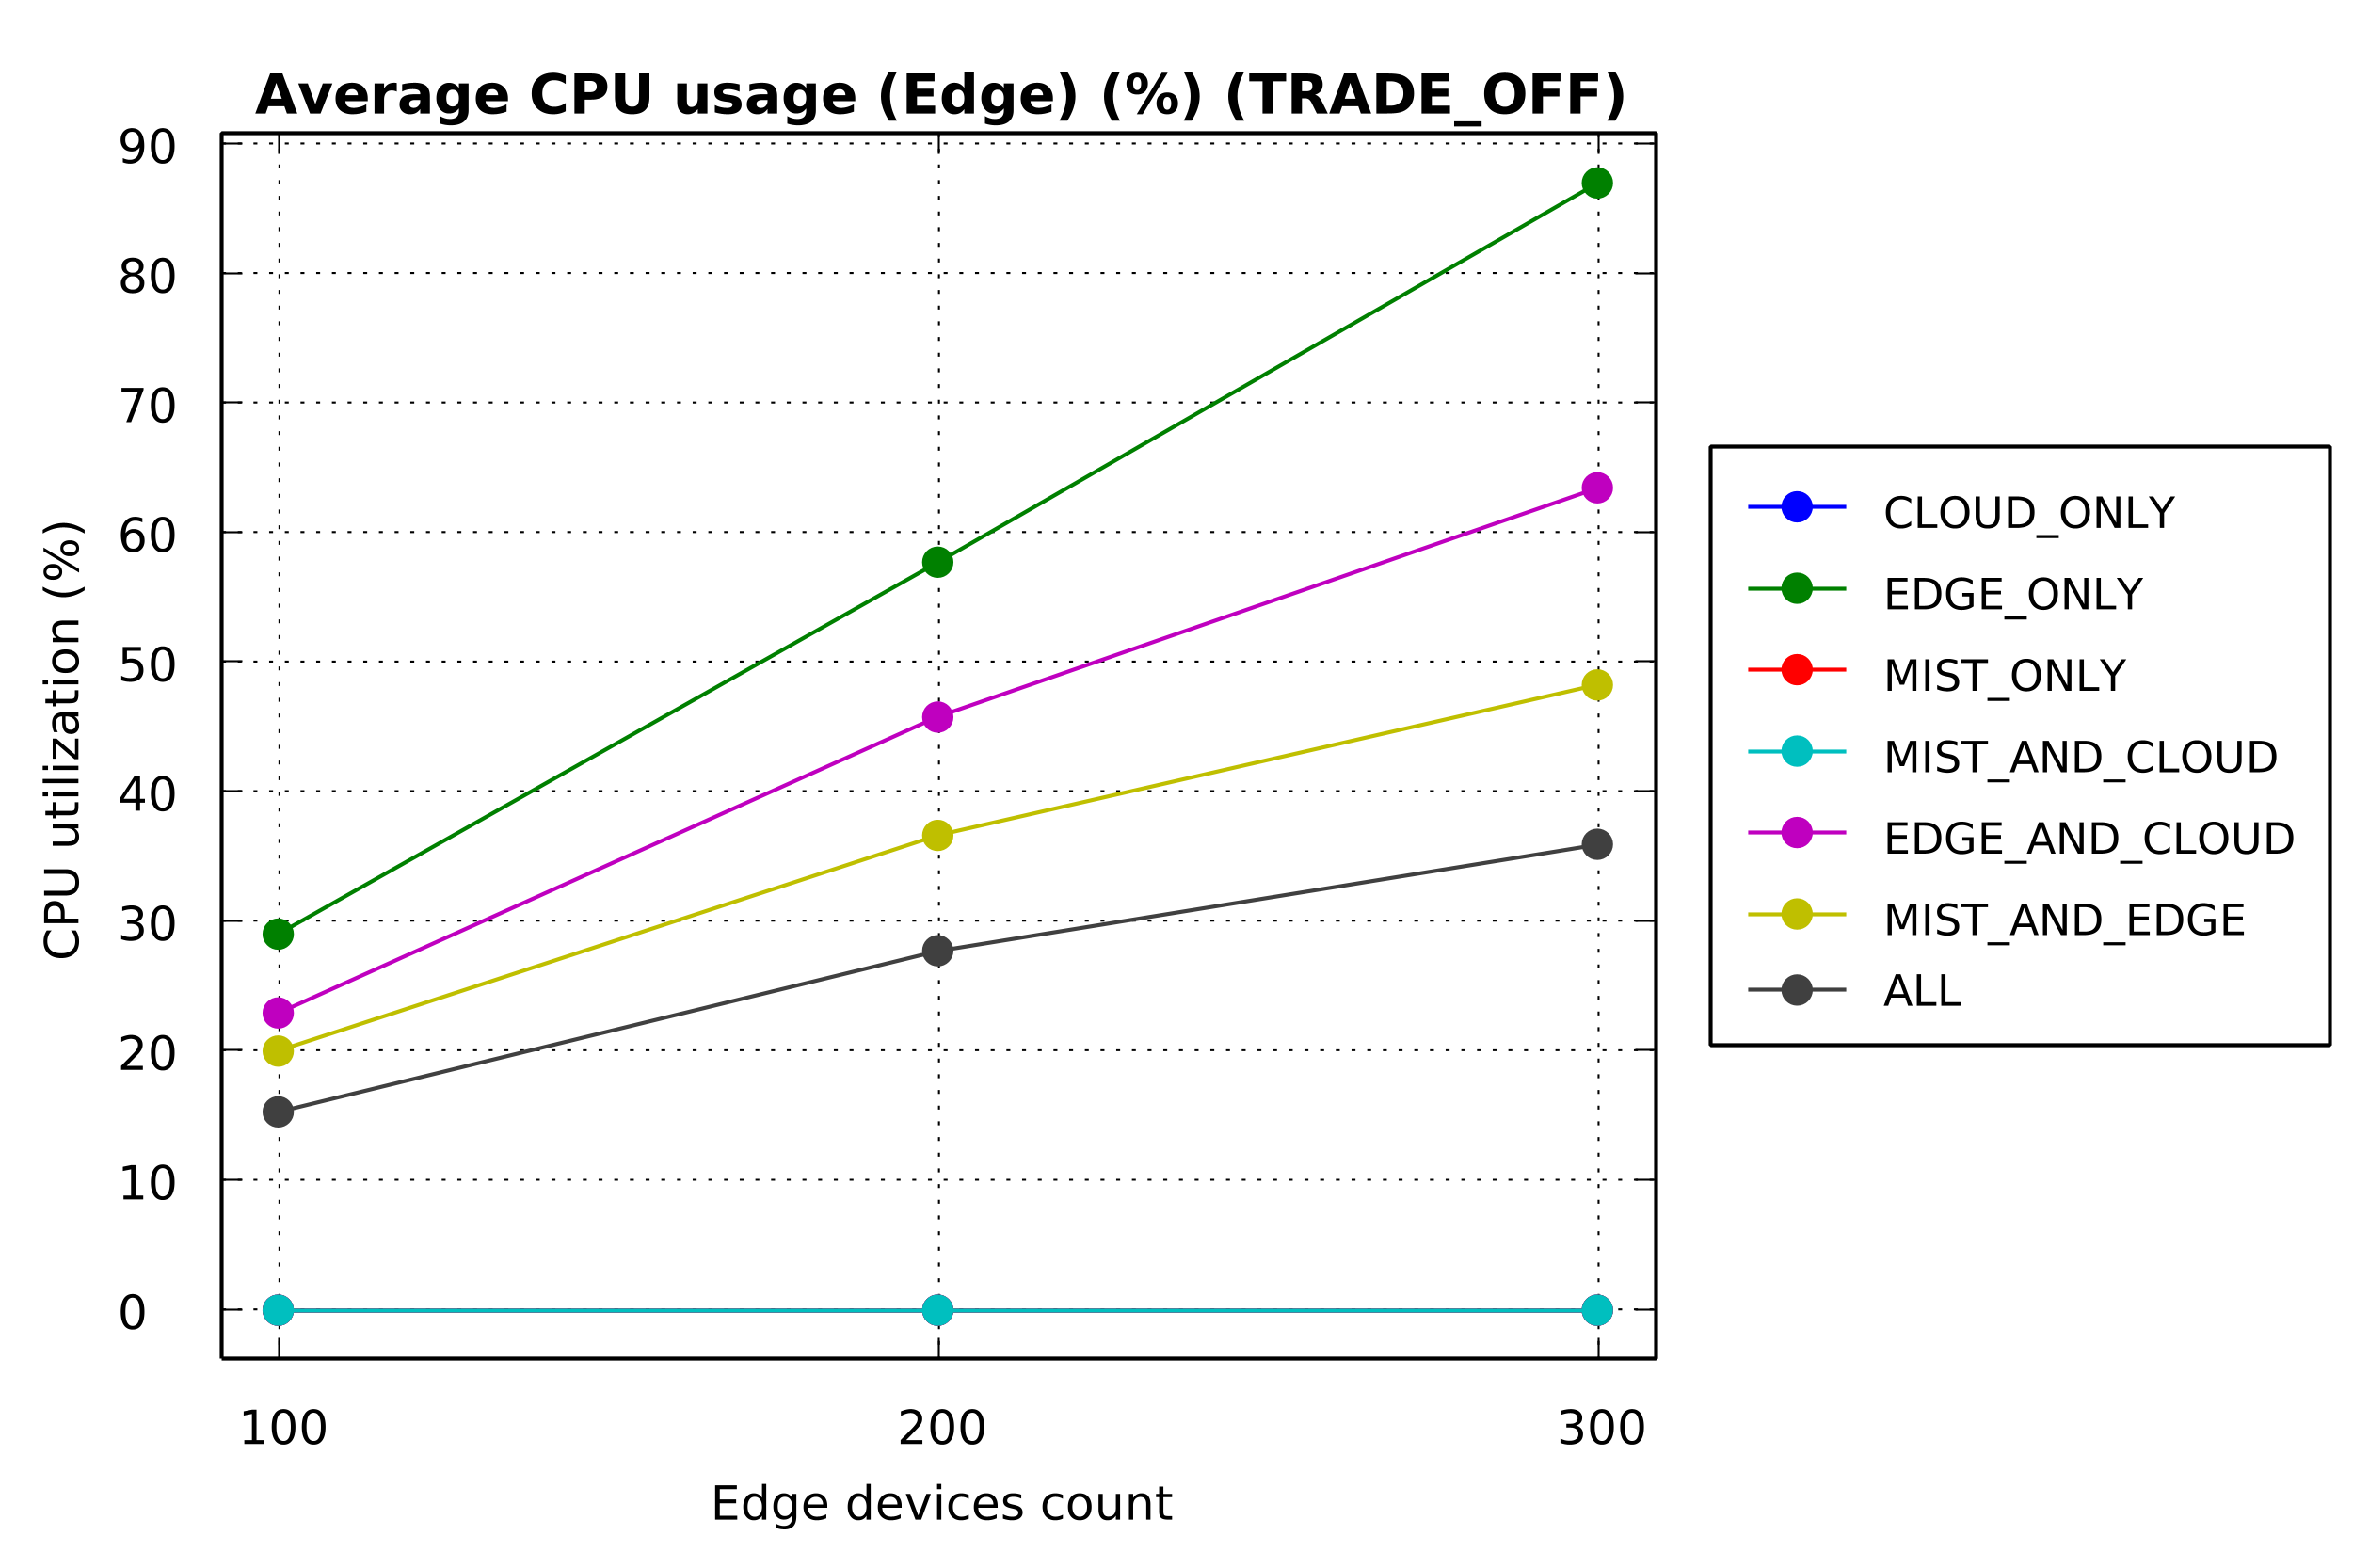 Average CPU usage (Edge) (%) (TRADE_OFF)
CPU utilization (%)
90
80
70
60
50
40
30
20
10
0
100 200 300
Edge devices count
CLOUD_ONLY
EDGE_ONLY
MIST_ONLY
MIST_AND_CLOUD
EDGE_AND_CLOUD
MIST_AND_EDGE
ALL